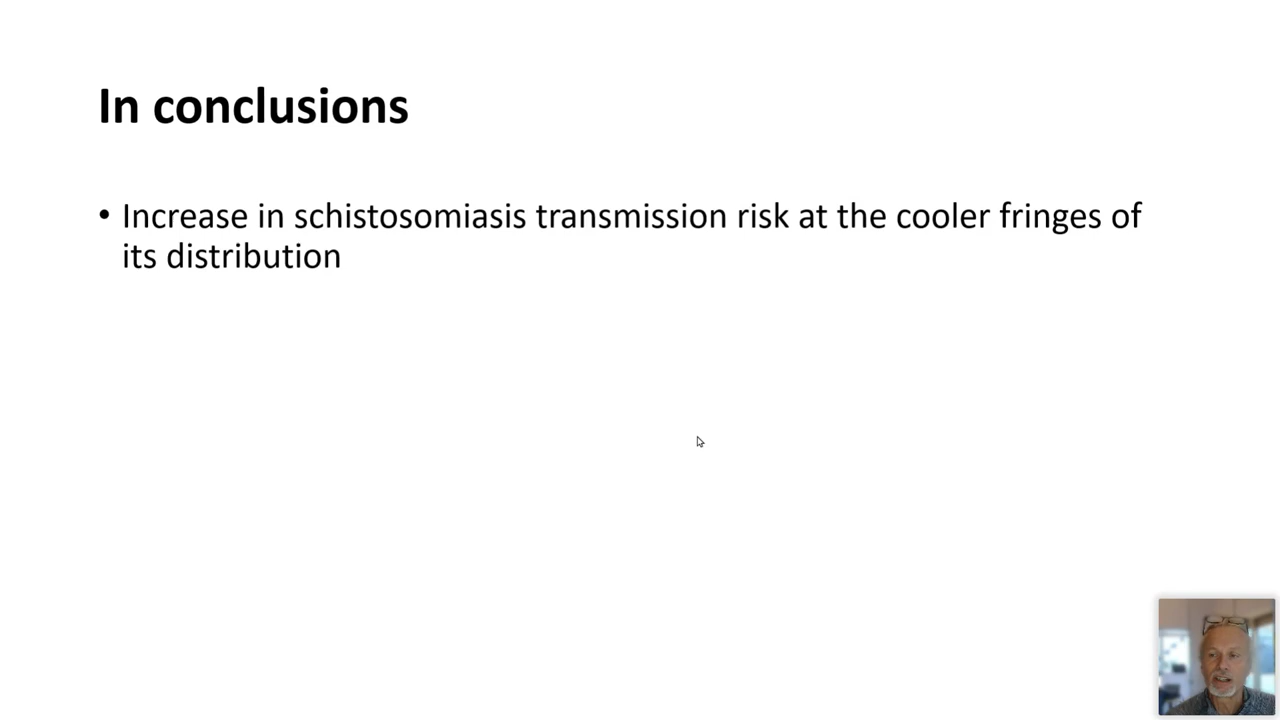 In conclusions
• Increase in schistosomiasis transmission risk at the cooler fringes of
its distribution